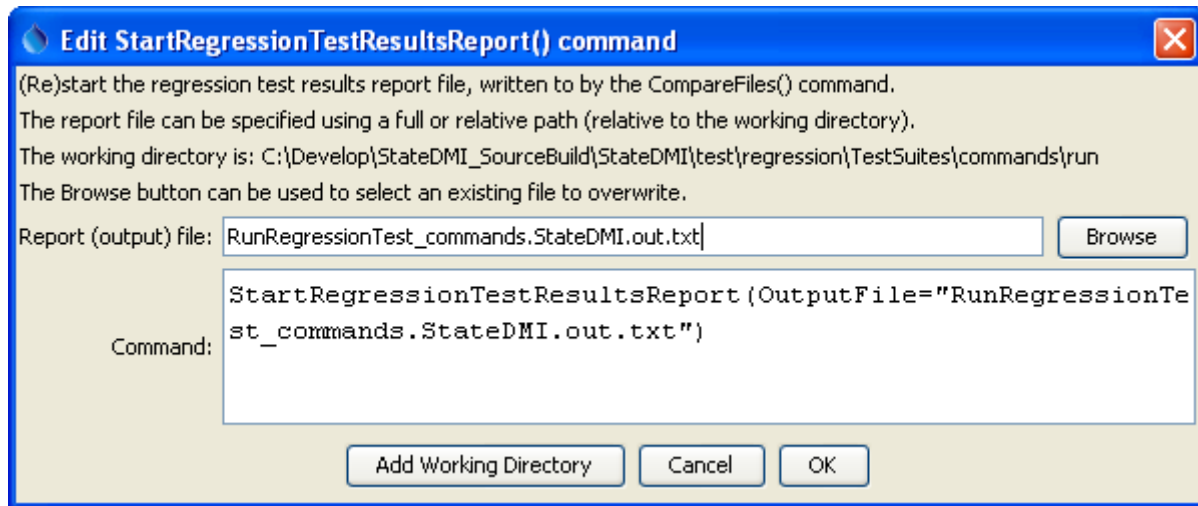 Edit StartRegressionTestResultsReport() command
(Re)start the regression test results report file, written to by the CompareFiles() command.
The report file can be specified using a full or relative path (relative to the working directory).
The working directory is: C:\Develop\StateDMI_SourceBuild\StateDMI\test\regression\TestSuites\commands\run
The Browse button can be used to select an existing file to overwrite.
Report (output) file: RunRegressionTest_commands.StateDMI.out.txt Browse
Command: StartRegressionTestResultsReport(OutputFile="RunRegressionTe
st_commands.StateDMI.out.txt")
Add Working Directory Cancel OK